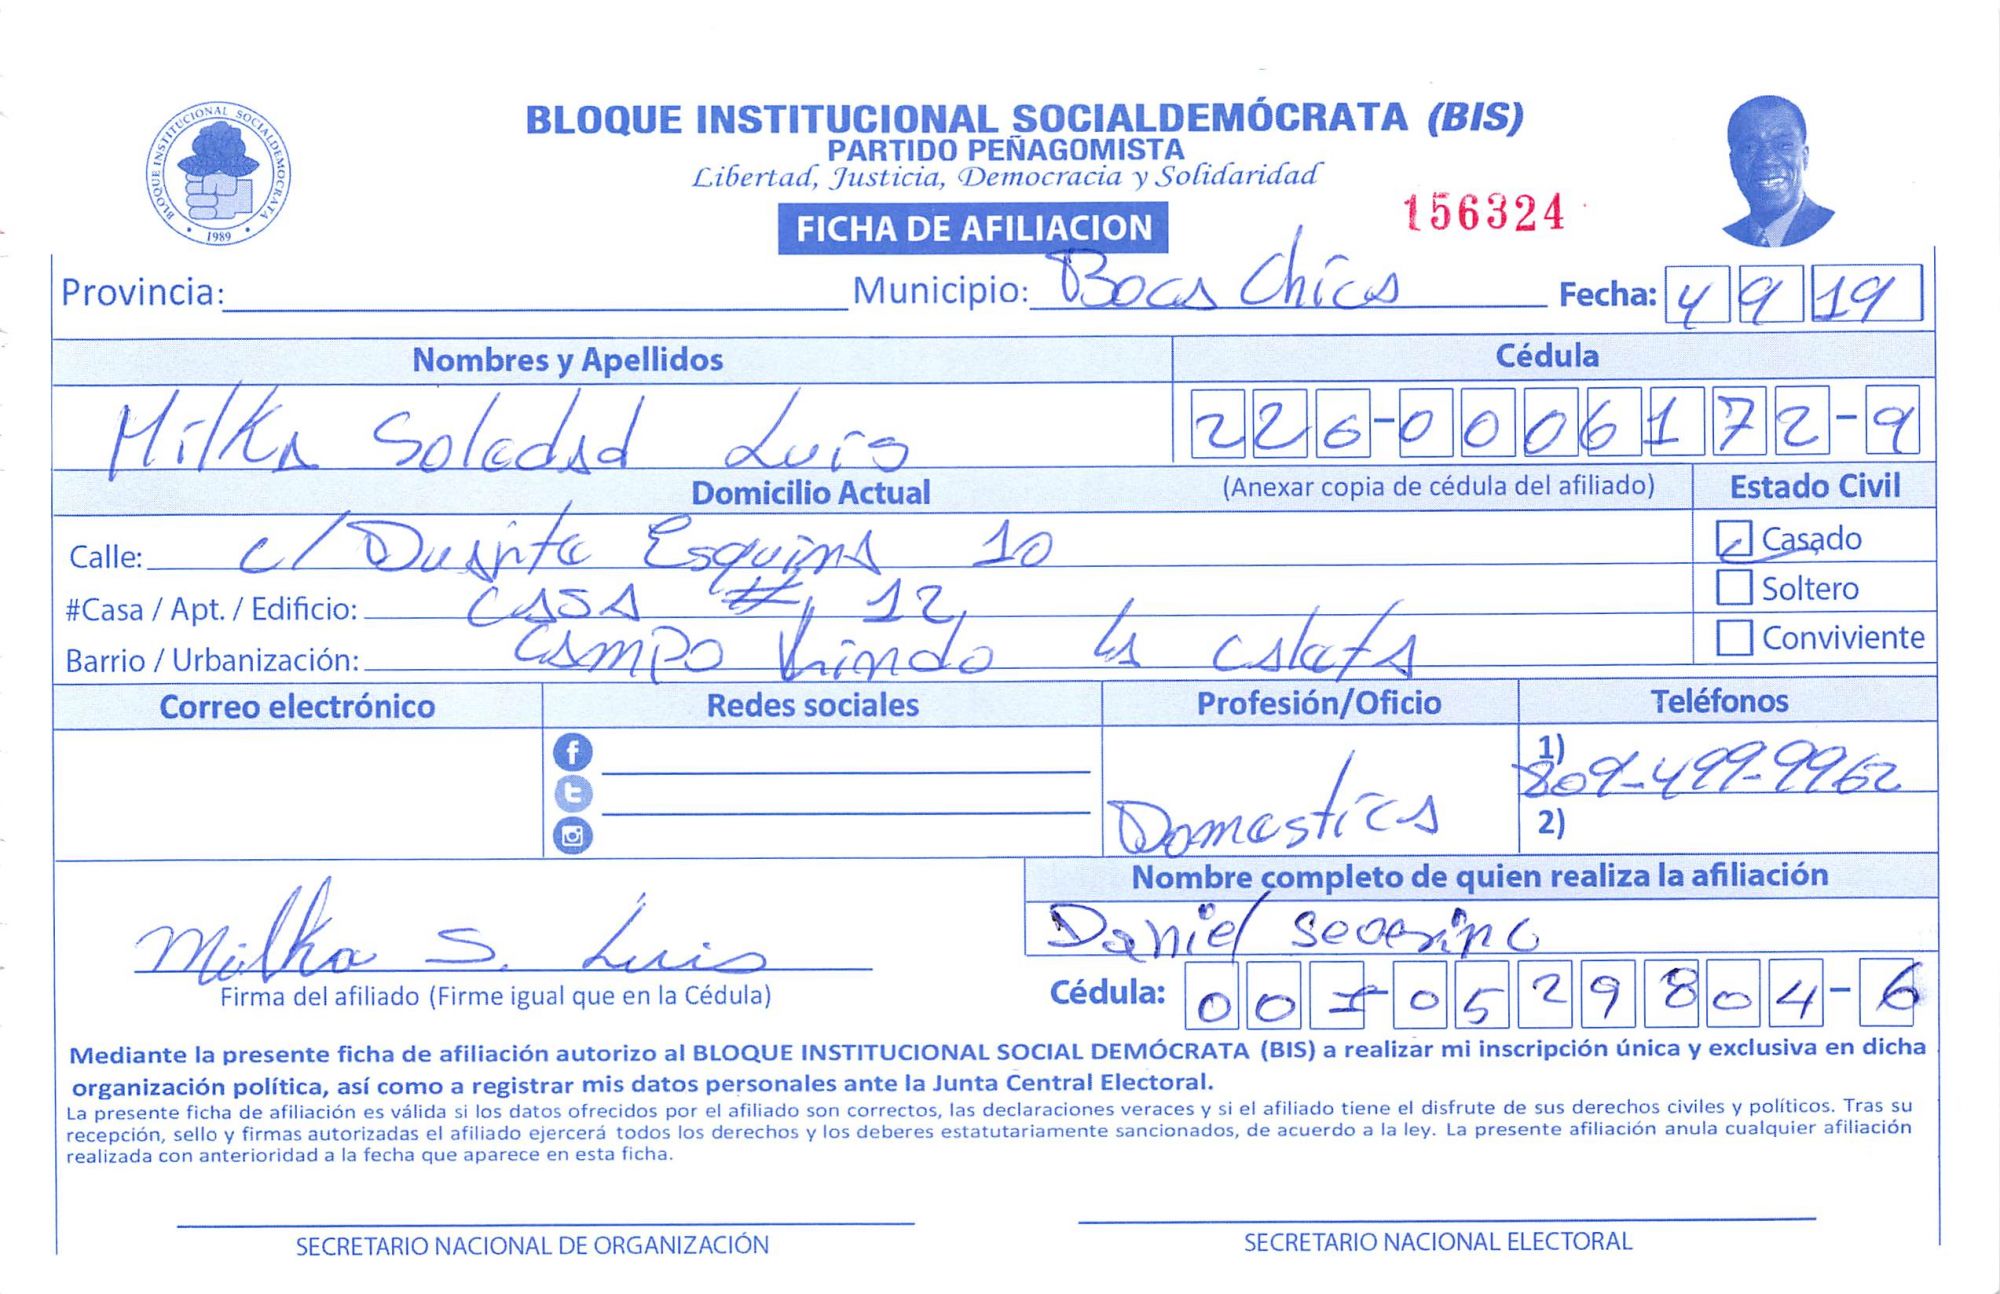 BLOQUE INSTITUCIONAL SOCIALDEMOCRATA
1989
BLOQUE INSTITUCIONAL SOCIALDEMÓCRATA (BIS)
PARTIDO PEÑAGOMISTA
Libertad, Justicia, Democracia y Solidaridad
156324
FICHA DE AFILIACION
Provincia: Municipio: Boca Chica Fecha: 4 9 19
Nombres y Apellidos Cédula
Milka Soledad Luis 226-0006172-9
Domicilio Actual (Anexar copia de cédula del afiliado) Estado Civil
Calle: c/ Duarte Esquina 10 Casado
#Casa / Apt. / Edificio: CASA # 12 Soltero
Barrio / Urbanización: Campo Lindo la Caleta Conviviente
Correo electrónico Redes sociales Profesión/Oficio Teléfonos
Domestica 1) 809-499-9962
2)
Nombre completo de quien realiza la afiliación
Daniel Severino
Milka S. Luis
Firma del afiliado (Firme igual que en la Cédula) Cédula: 001-0529804-6
Mediante la presente ficha de afiliación autorizo al BLOQUE INSTITUCIONAL SOCIAL DEMÓCRATA (BIS) a realizar mi inscripción única y exclusiva en dicha
organización política, así como a registrar mis datos personales ante la Junta Central Electoral.
La presente ficha de afiliación es válida si los datos ofrecidos por el afiliado son correctos, las declaraciones veraces y si el afiliado tiene el disfrute de sus derechos civiles y políticos. Tras su
recepción, sello y firmas autorizadas el afiliado ejercerá todos los derechos y los deberes estatutariamente sancionados, de acuerdo a la ley. La presente afiliación anula cualquier afiliación
realizada con anterioridad a la fecha que aparece en esta ficha.
SECRETARIO NACIONAL DE ORGANIZACIÓN SECRETARIO NACIONAL ELECTORAL